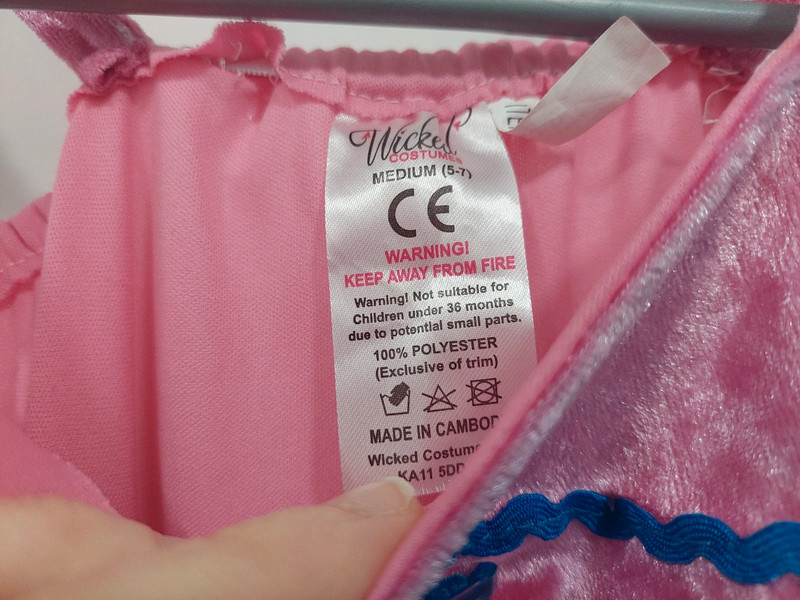 Wicked
COSTUMES
MEDIUM (5-7)
CE
WARNING!
KEEP AWAY FROM FIRE
Warning! Not suitable for
Children under 36 months
due to potential small parts.
100% POLYESTER
(Exclusive of trim)
MADE IN CAMBOD
Wicked Costume
KA11 5DD